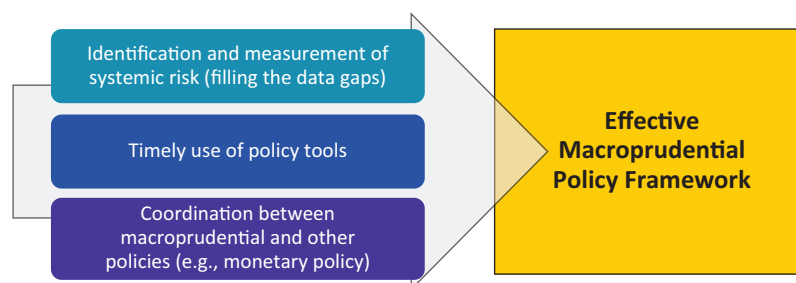 Identification and measurement of
systemic risk (filling the data gaps)
Timely use of policy tools
Coordination between
macroprudential and other
policies (e.g., monetary policy)
Effective
Macroprudential
Policy Framework